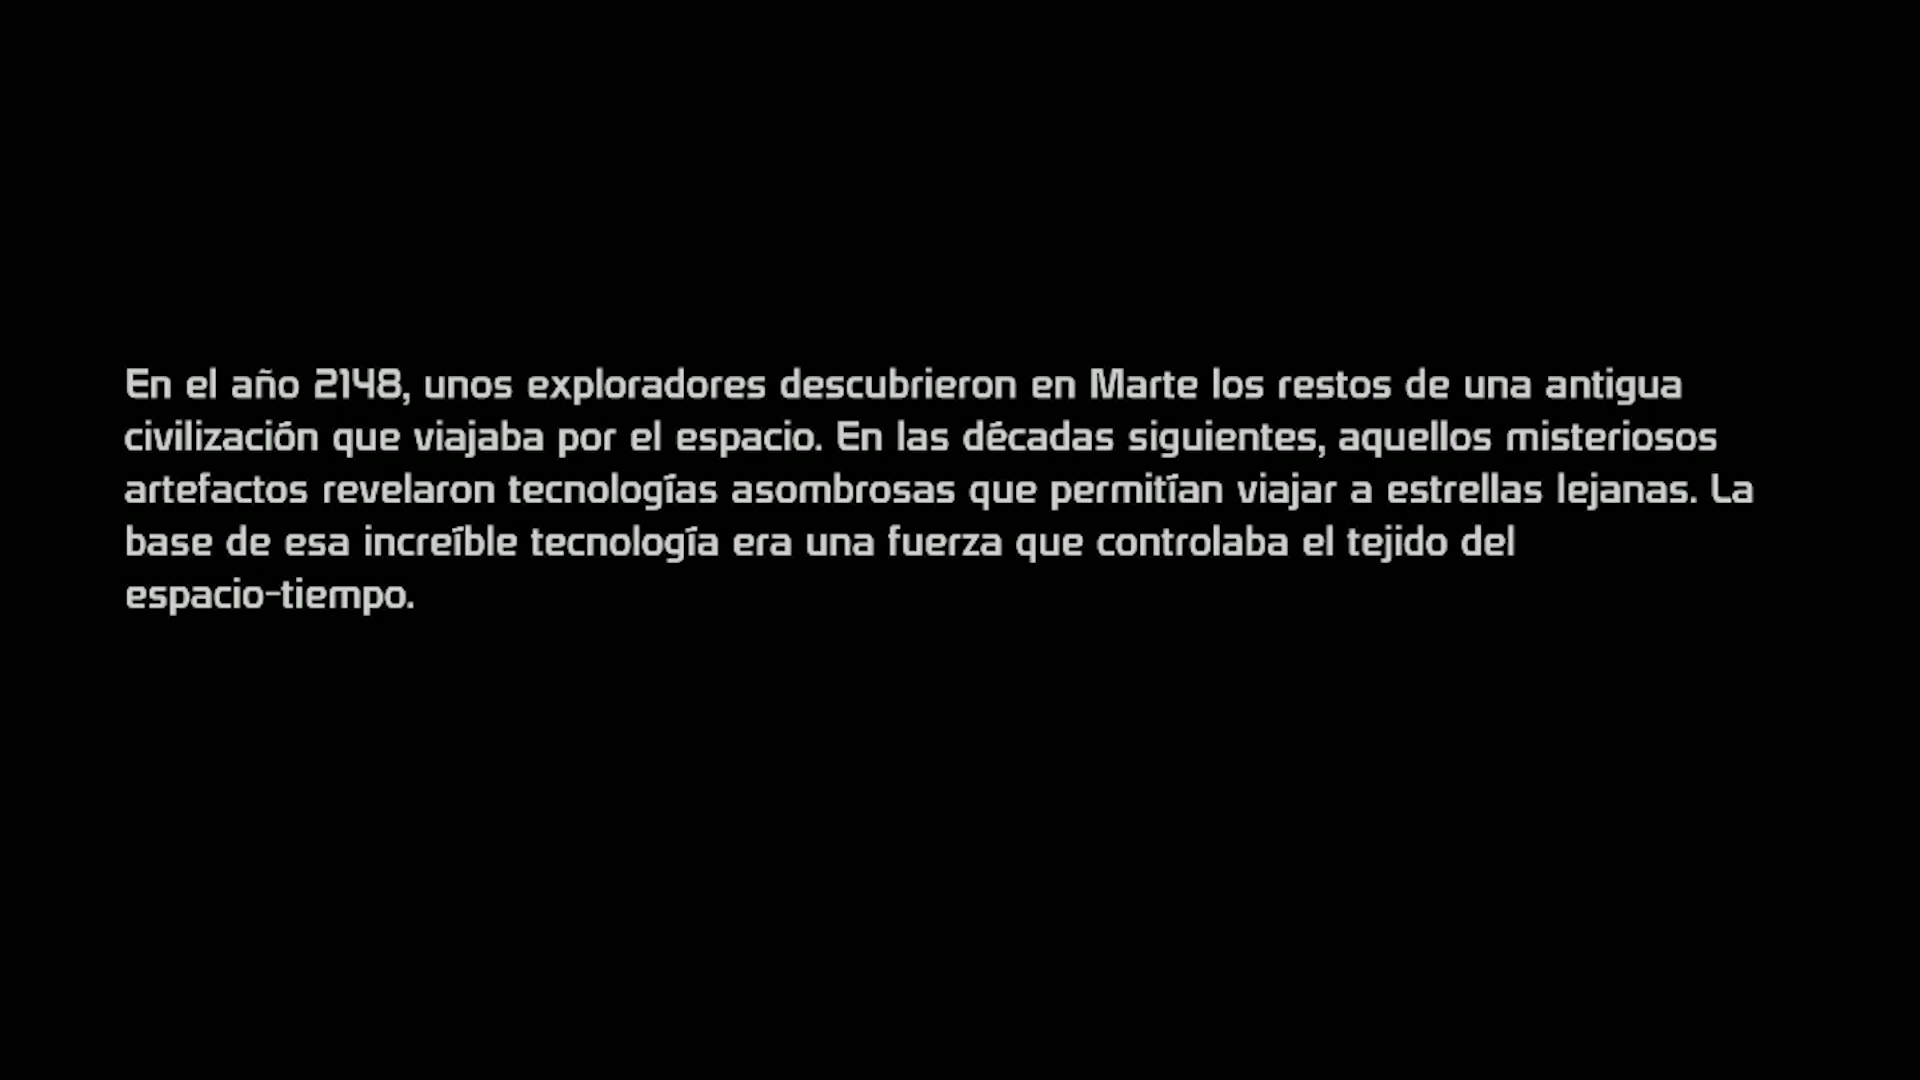 En el año 2148, unos exploradores descubrieron en Marte los restos de una antigua
civilización que viajaba por el espacio. En las décadas siguientes, aquellos misteriosos
artefactos revelaron tecnologías asombrosas que permitían viajar a estrellas lejanas. La
base de esa increíble tecnología era una fuerza que controlaba el tejido del
espacio-tiempo.